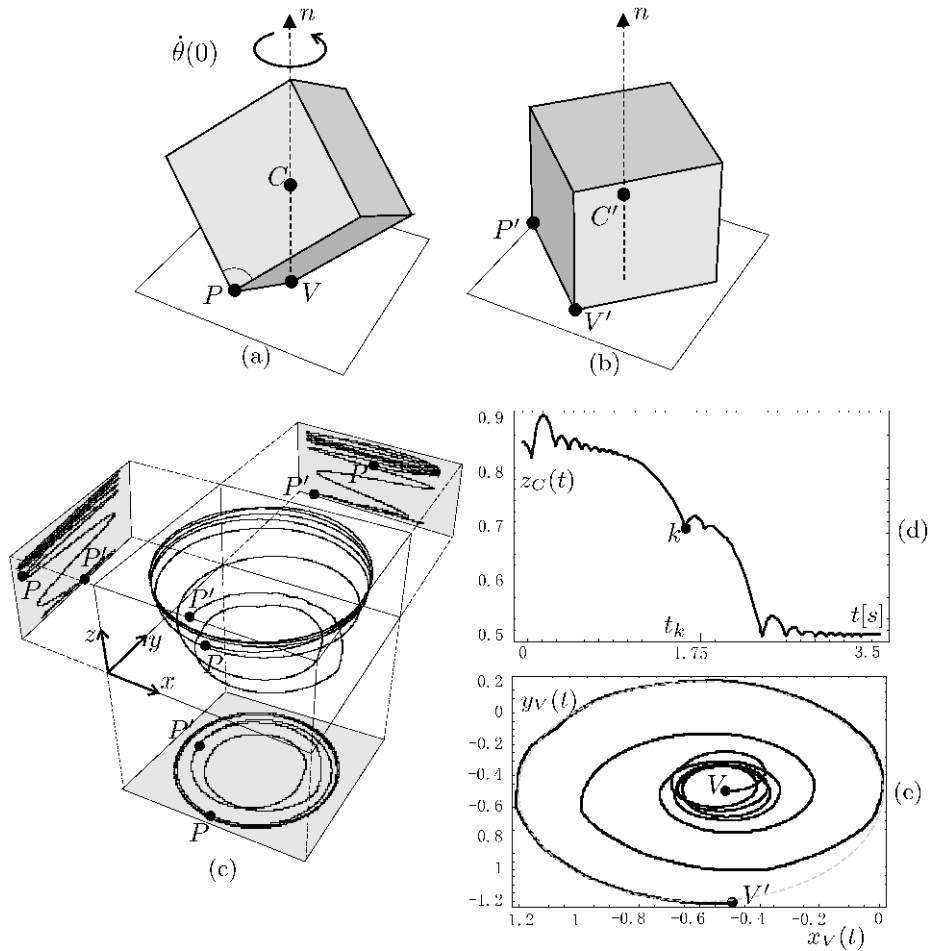 n
n
θ̇(0)
C
C′
P′
P
V
V′
(a)
(b)
0.9
z_C(t)
0.8
P
P′
P′
P
0.7
k
(d)
P′
0.6
z
y
P
t_k
t[s]
0.5
x
0
1.75
3.5
0.2
y_V(t)
0
P′
-0.2
-0.4
V
(e)
-0.6
0.8
P
1
V′
(c)
-1.2
1.2
1
-0.8
-0.6
-0.4
-0.2
0
x_V(t)